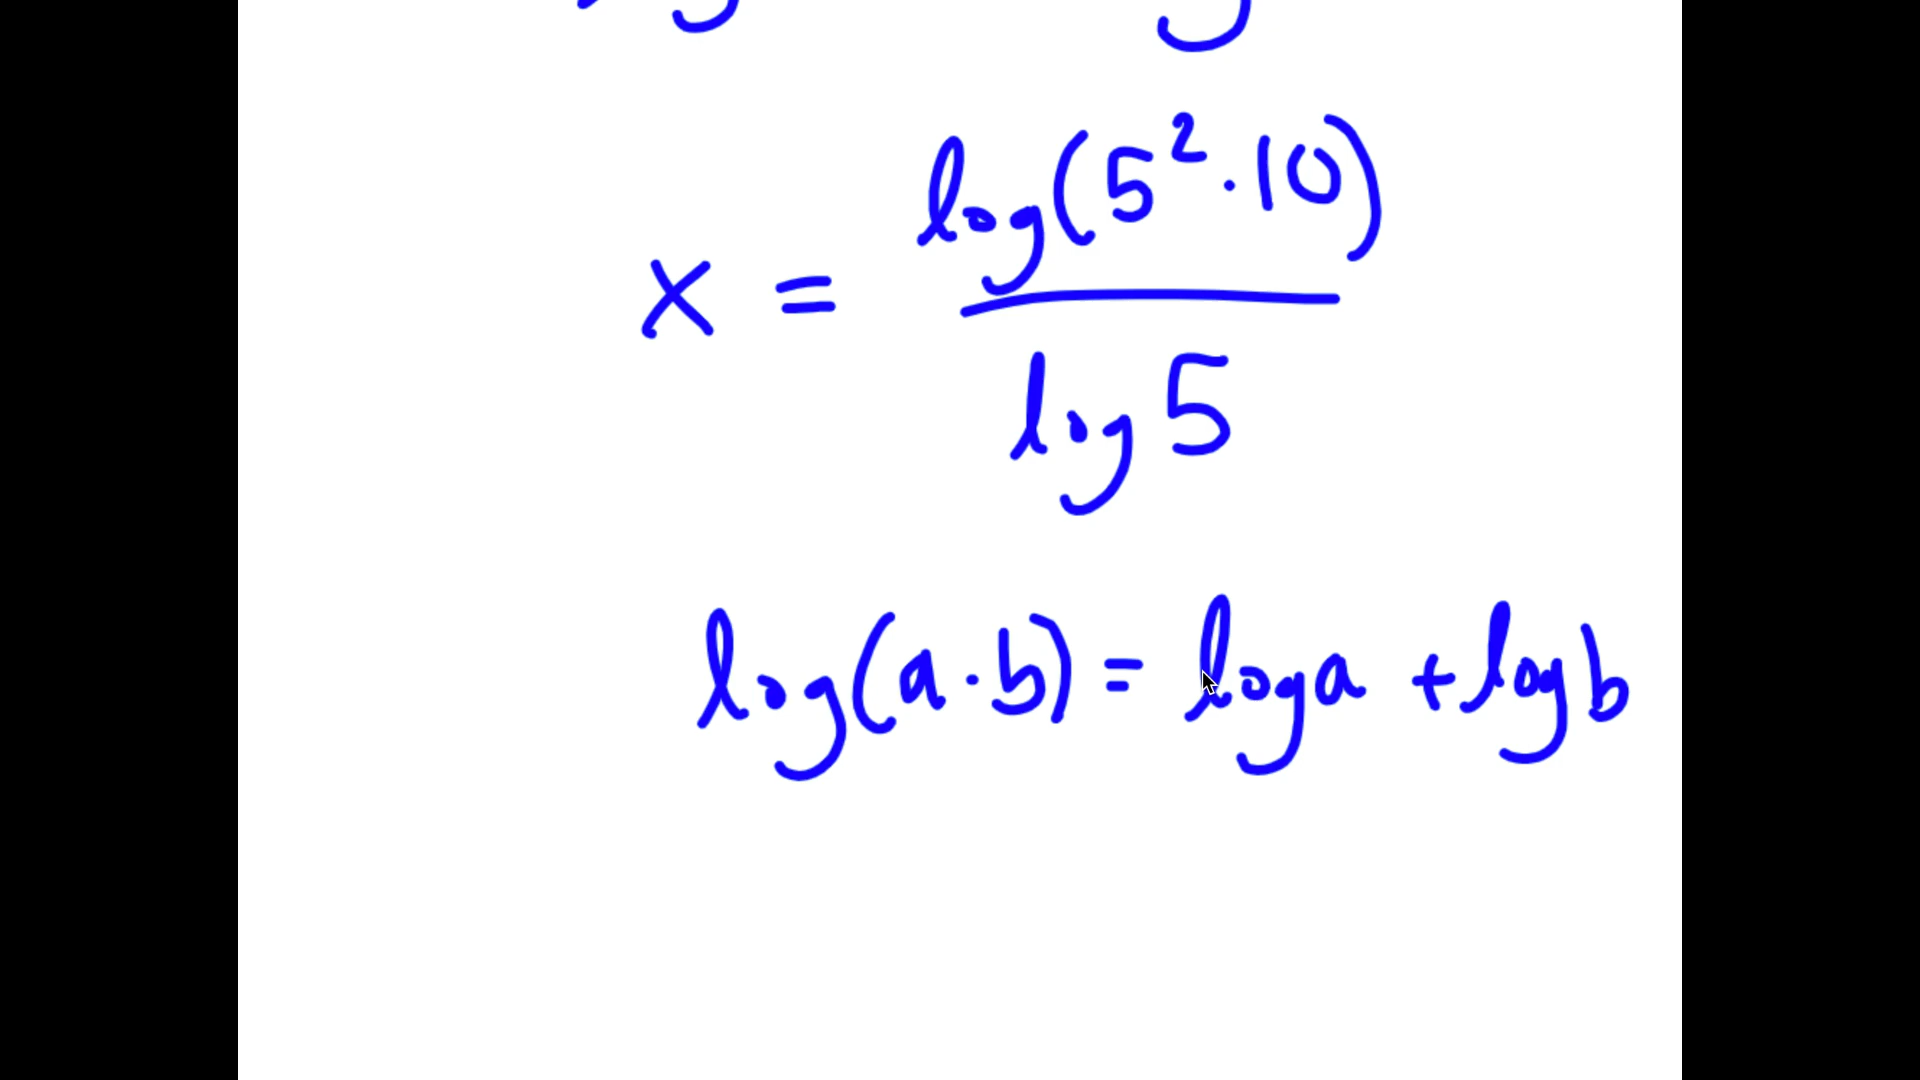 x = log(5²·10) / log 5
log(a·b) = log a + log b